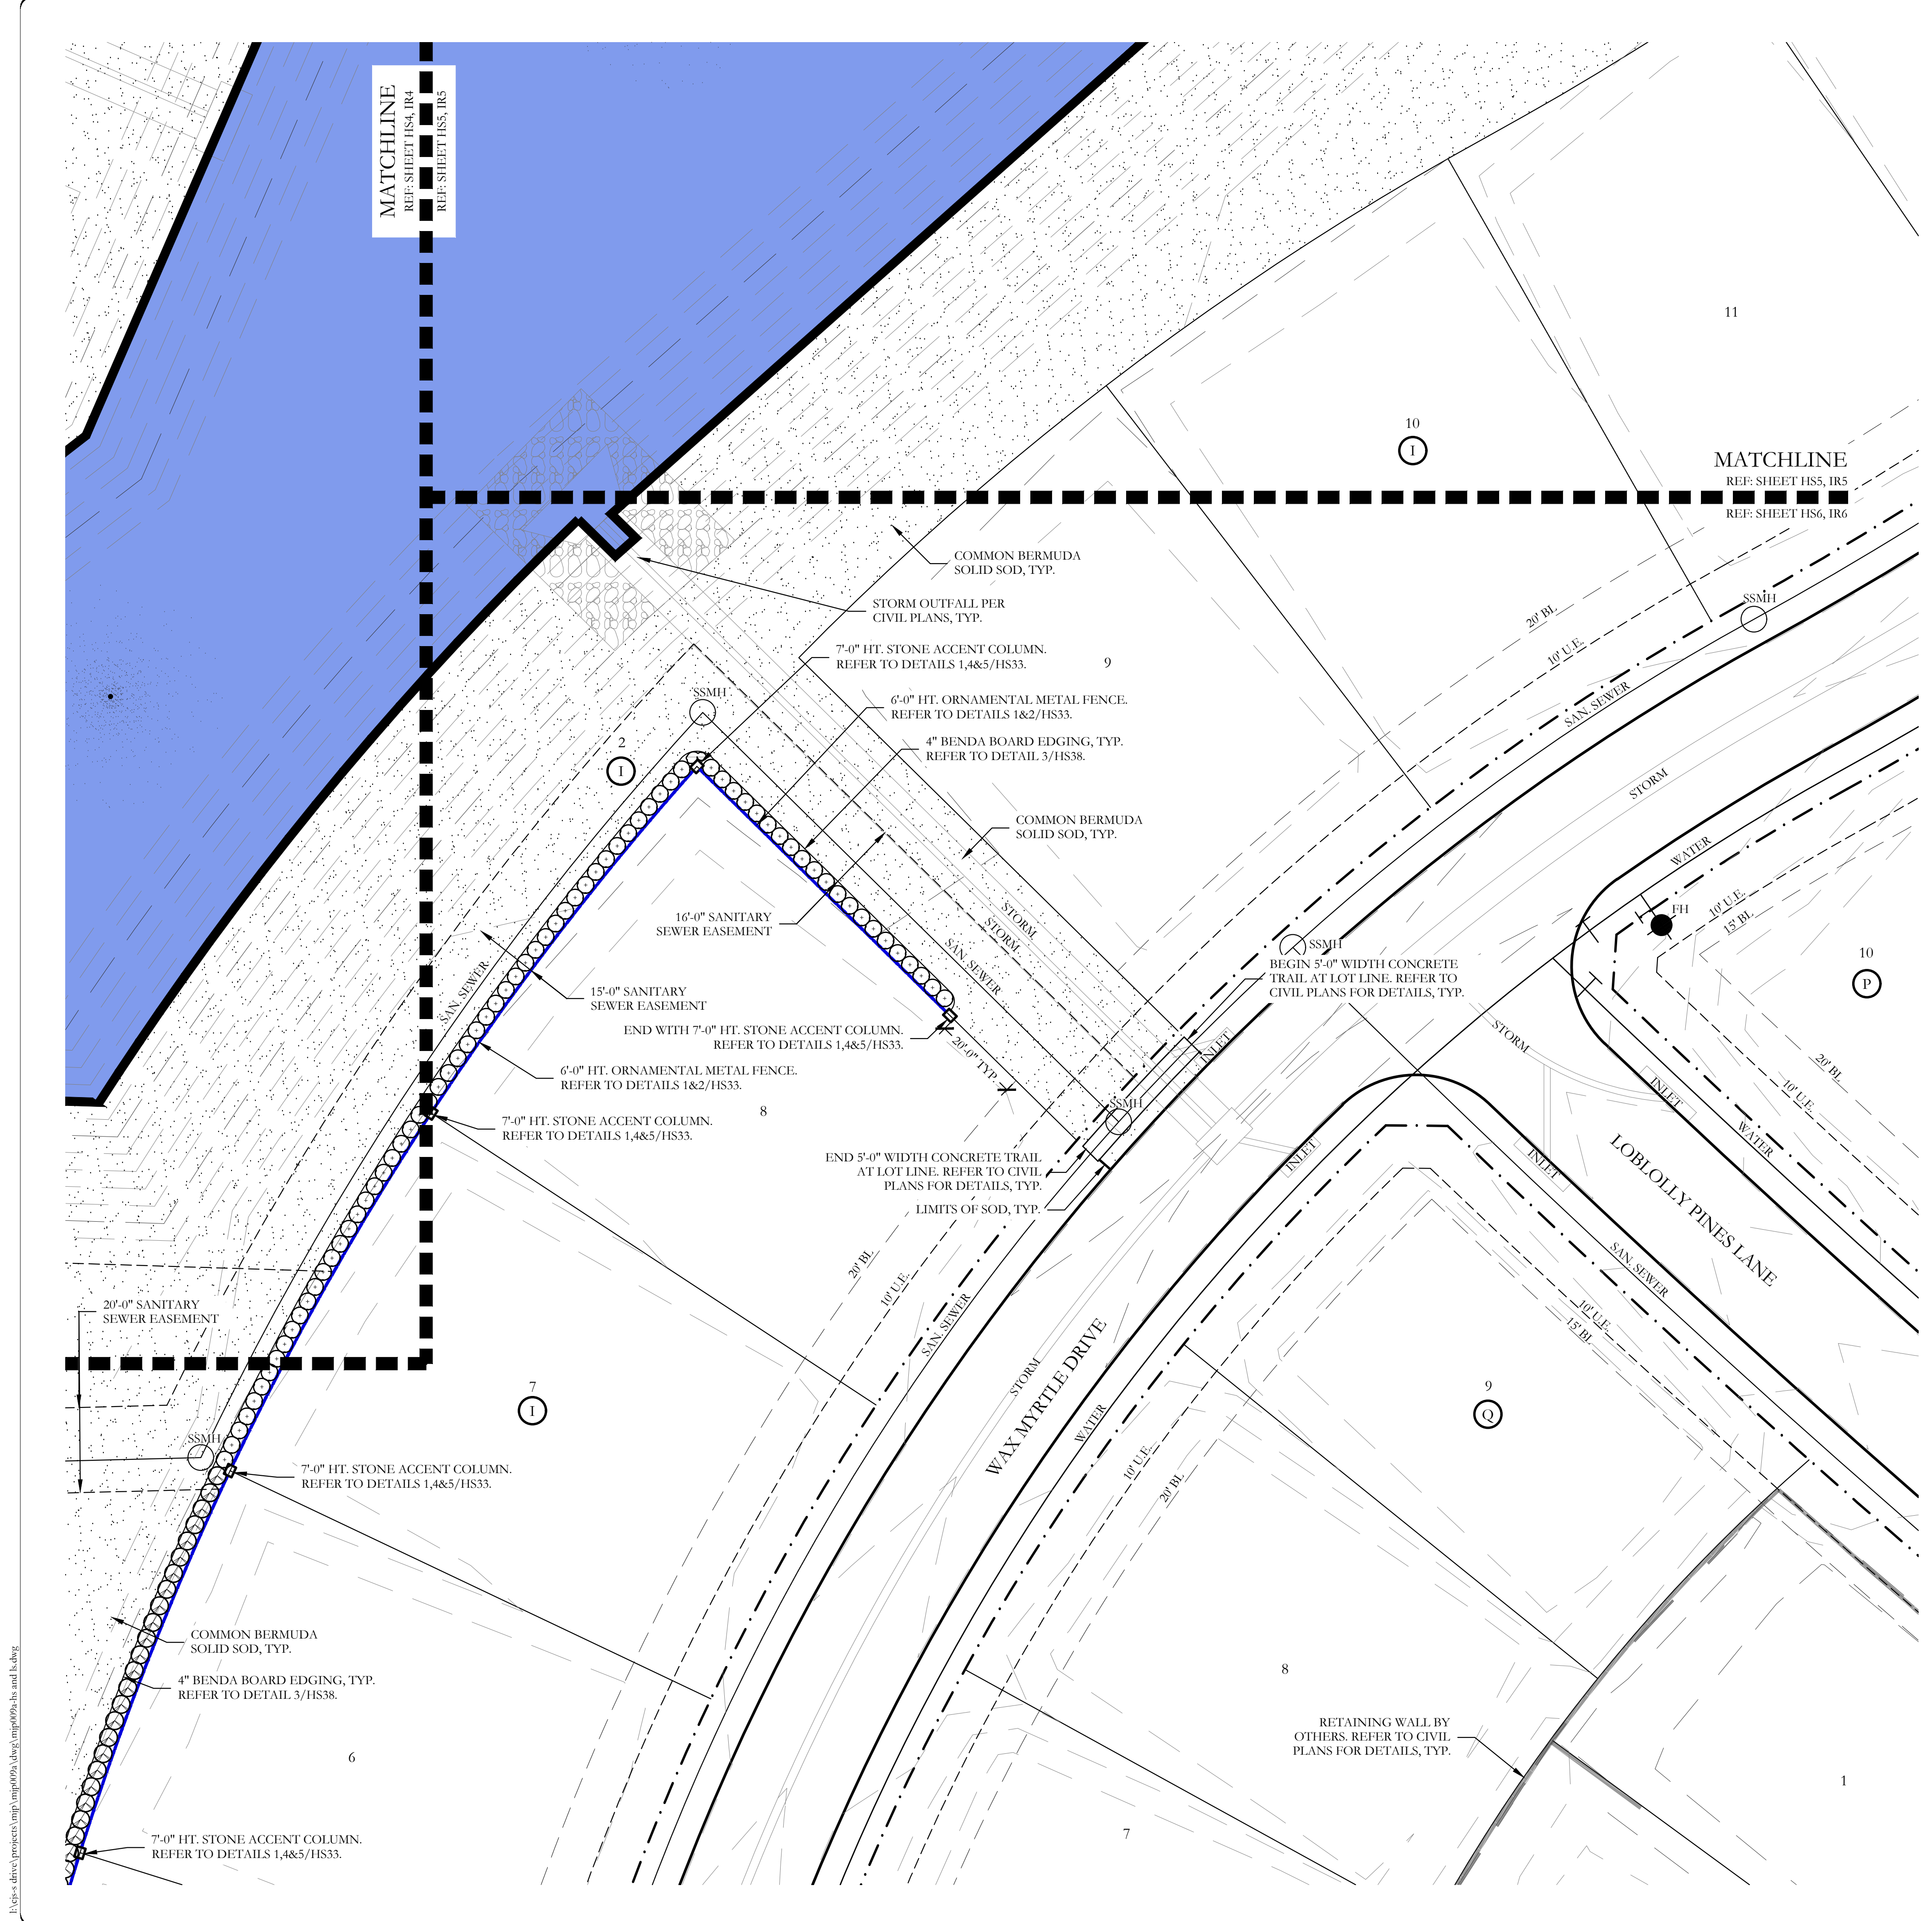 MATCHLINE
REF: SHEET HS4, IR4
REF: SHEET HS5, IR5
11
10
I
MATCHLINE
REF: SHEET HS5, IR5
REF: SHEET HS6, IR6
COMMON BERMUDA
SOLID SOD, TYP.
STORM OUTFALL PER
CIVIL PLANS, TYP.
SSMH
20' BL
10' U.E.
7'-0" HT. STONE ACCENT COLUMN.
REFER TO DETAILS 1,4&5/HS33.
9
SSMH
6'-0" HT. ORNAMENTAL METAL FENCE.
REFER TO DETAILS 1&2/HS33.
SAN. SEWER
2
I
4" BENDA BOARD EDGING, TYP.
REFER TO DETAIL 3/HS38.
STORM
COMMON BERMUDA
SOLID SOD, TYP.
WATER
16'-0" SANITARY
SEWER EASEMENT
STORM
STORM
SAN. SEWER
FH
10' U.E.
15' BL
SSMH
10
P
BEGIN 5'-0" WIDTH CONCRETE
TRAIL AT LOT LINE. REFER TO
CIVIL PLANS FOR DETAILS, TYP.
SAN. SEWER
15'-0" SANITARY
SEWER EASEMENT
END WITH 7'-0" HT. STONE ACCENT COLUMN.
REFER TO DETAILS 1,4&5/HS33.
20'-0" TYP.
INLET
STORM
6'-0" HT. ORNAMENTAL METAL FENCE.
REFER TO DETAILS 1&2/HS33.
20' BL
10' U.E.
INLET
8
SSMH
7'-0" HT. STONE ACCENT COLUMN.
REFER TO DETAILS 1,4&5/HS33.
WATER
END 5'-0" WIDTH CONCRETE TRAIL
AT LOT LINE. REFER TO CIVIL
PLANS FOR DETAILS, TYP.
INLET
INLET
LOBLOLLY PINES LANE
LIMITS OF SOD, TYP.
20' BL
10' U.E.
SAN. SEWER
SAN. SEWER
20'-0" SANITARY
SEWER EASEMENT
10' U.E.
15' BL
STORM
WAX MYRTLE DRIVE
WATER
7
I
9
Q
SSMH
10' U.E.
20' BL
7'-0" HT. STONE ACCENT COLUMN.
REFER TO DETAILS 1,4&5/HS33.
COMMON BERMUDA
SOLID SOD, TYP.
4" BENDA BOARD EDGING, TYP.
REFER TO DETAIL 3/HS38.
8
RETAINING WALL BY
OTHERS. REFER TO CIVIL
PLANS FOR DETAILS, TYP.
6
1
7
7'-0" HT. STONE ACCENT COLUMN.
REFER TO DETAILS 1,4&5/HS33.
l:\cjs-s drive\projects\mjp\mjp009a\dwg\mjp009a-hs and ls.dwg